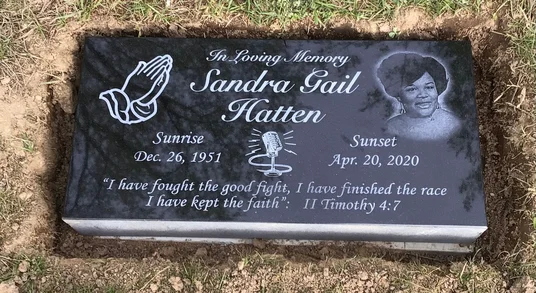 In Loving Memory
Sandra Gail
Hatten
Sunrise
Dec. 26, 1951
Sunset
Apr. 20, 2020
"I have fought the good fight, I have finished the race
I have kept the faith": II Timothy 4:7